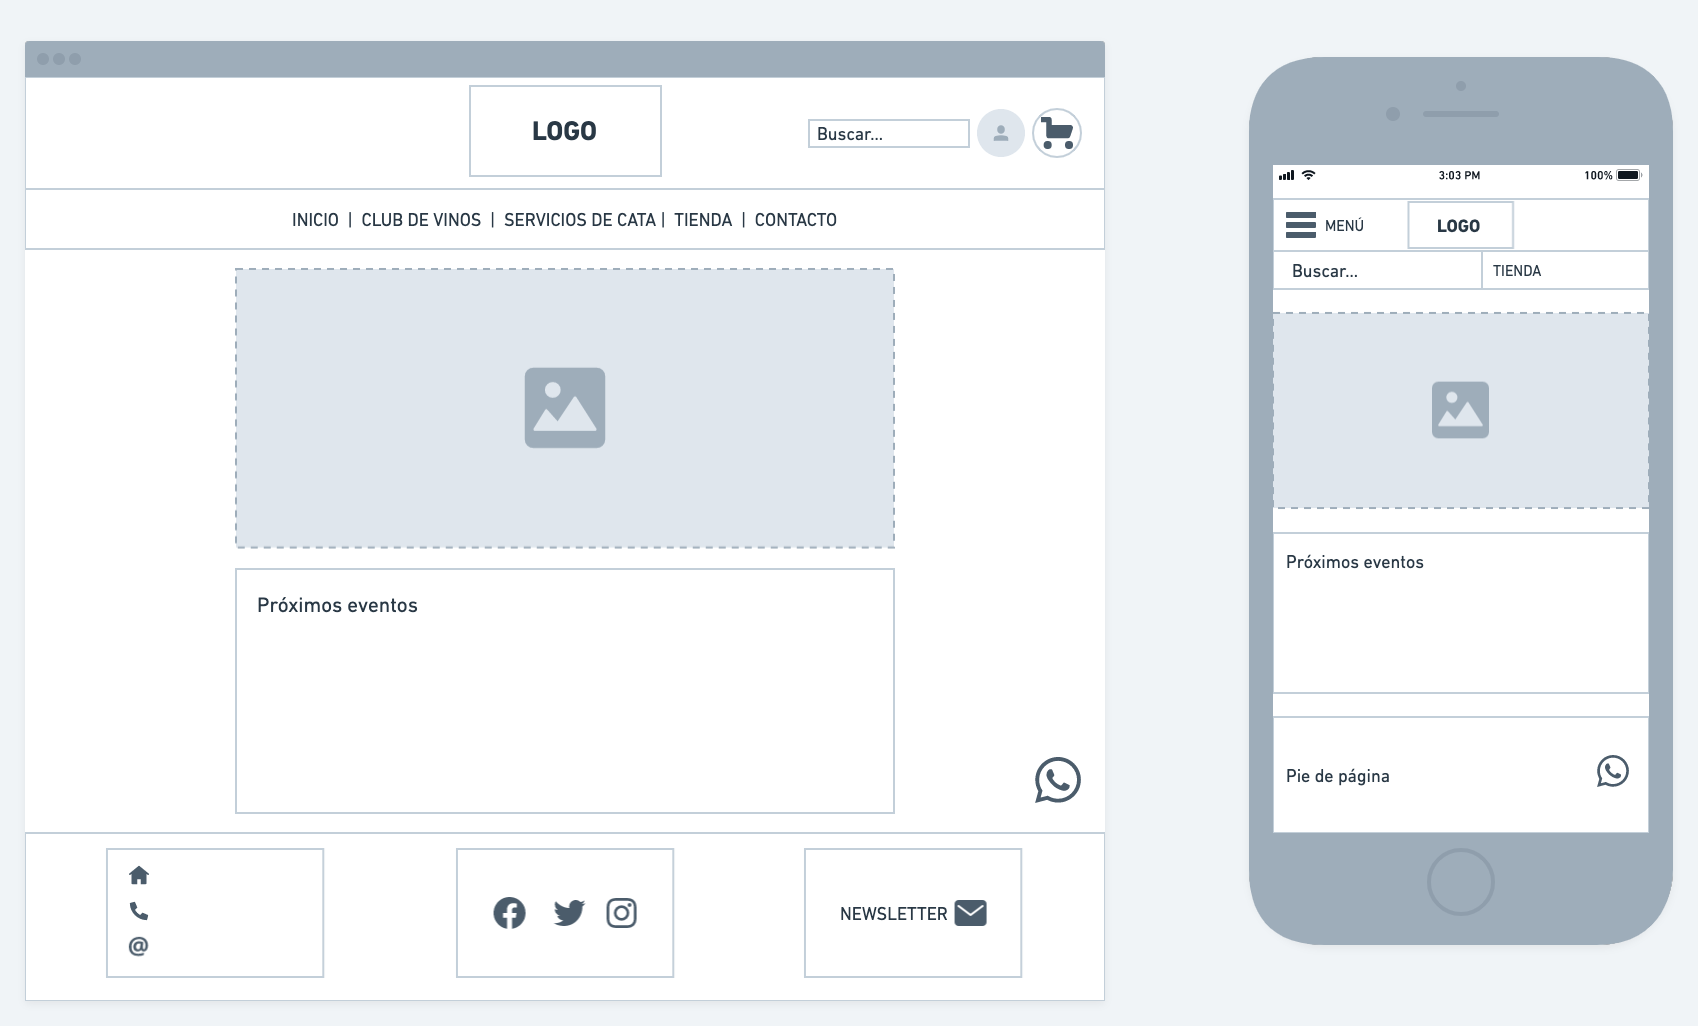 LOGO
Buscar...
INICIO | CLUB DE VINOS | SERVICIOS DE CATA | TIENDA | CONTACTO
Próximos eventos
@
NEWSLETTER
3:03 PM
100%
MENÚ
LOGO
Buscar...
TIENDA
Próximos eventos
Pie de página